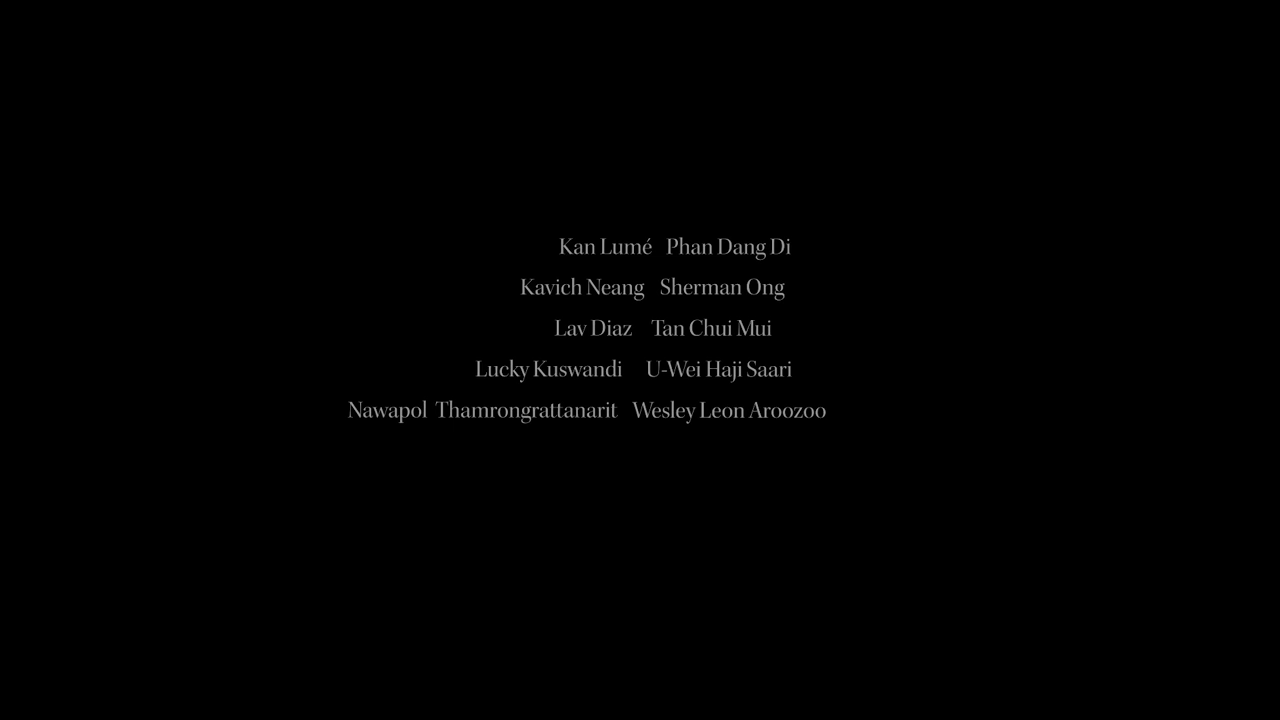 Kan Lumé Phan Dang Di
Kavich Neang Sherman Ong
Lav Diaz Tan Chui Mui
Lucky Kuswandi U-Wei Haji Saari
Nawapol Thamrongrattanarit Wesley Leon Aroozoo